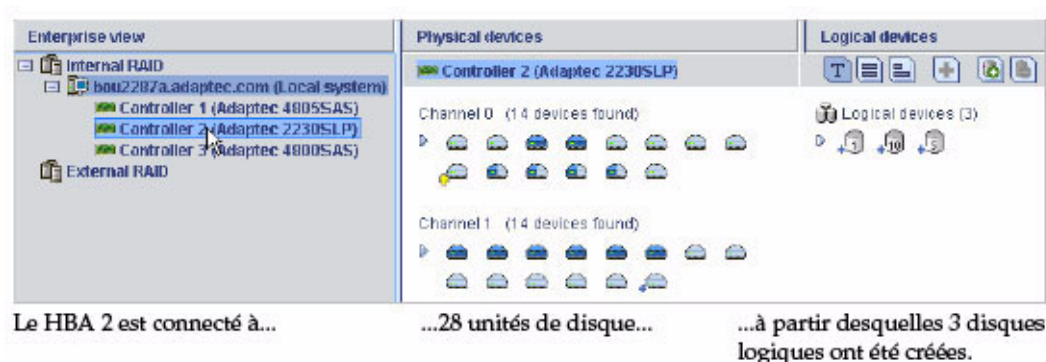 Enterprise view
Physical devices
Logical devices
Internal RAID
bou2287a.adaptec.com (Local system)
Controller 1 (Adaptec 4805SAS)
Controller 2 (Adaptec 2230SLP)
Controller 3 (Adaptec 4800SAS)
External RAID
Controller 2 (Adaptec 2230SLP)
Channel 0 (14 devices found)
Channel 1 (14 devices found)
T
Logical devices (3)
1 10 5
Le HBA 2 est connecté à...
...28 unités de disque...
...à partir desquelles 3 disques
logiques ont été créées.